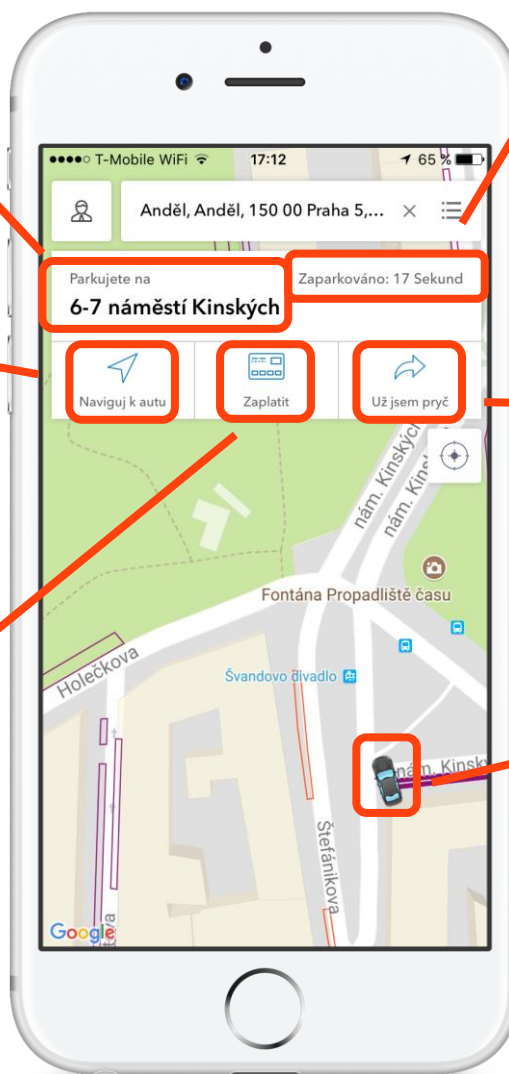 T-Mobile WiFi 17:12 65 %
Anděl, Anděl, 150 00 Praha 5,...
Parkujete na
Zaparkováno: 17 Sekund
6-7 náměstí Kinských
Naviguj k autu
Zaplatit
Už jsem pryč
nám. Kinských
nám.
Fontána Propadliště času
Holečkova
Švandovo divadlo
nám. Kinsk
Štefánikova
Google